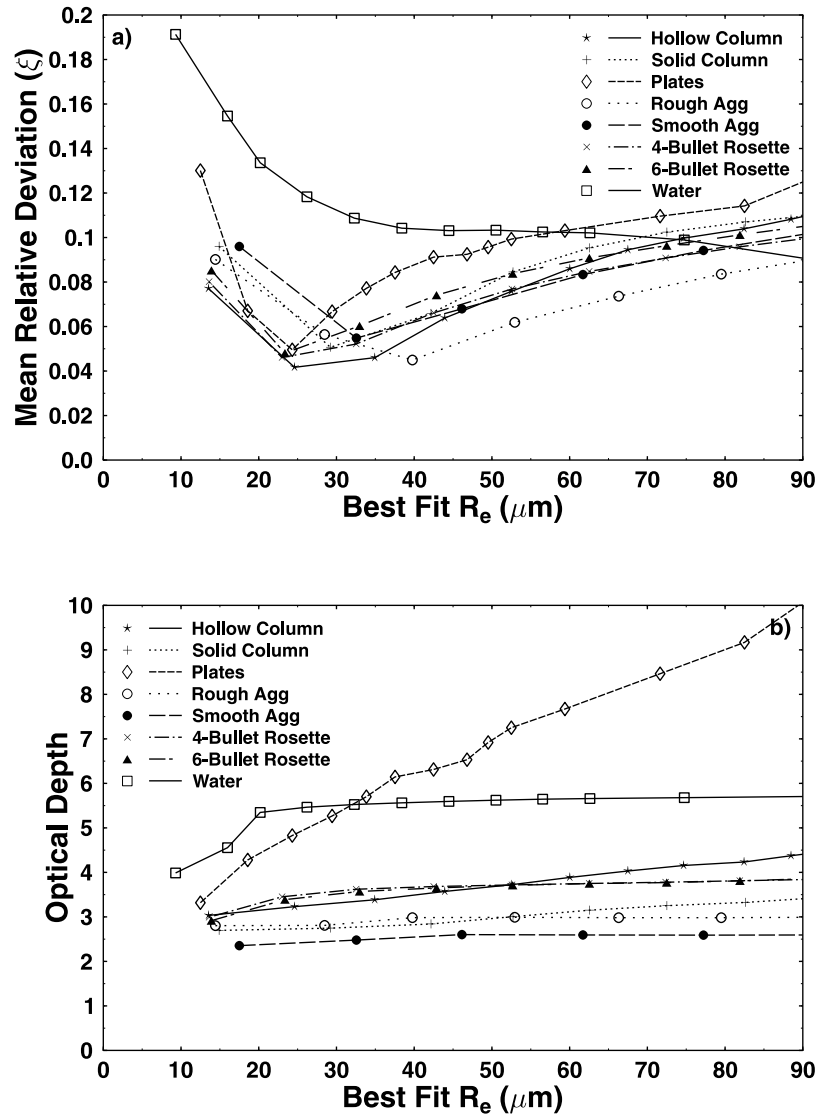 a)
Hollow Column
Solid Column
Plates
Rough Agg
Smooth Agg
4-Bullet Rosette
6-Bullet Rosette
Water
Mean Relative Deviation (ξ)
0.2
0.18
0.16
0.14
0.12
0.1
0.08
0.06
0.04
0.02
0.0
0 10 20 30 40 50 60 70 80 90
Best Fit Re (μm)
b)
Hollow Column
Solid Column
Plates
Rough Agg
Smooth Agg
4-Bullet Rosette
6-Bullet Rosette
Water
Optical Depth
10
9
8
7
6
5
4
3
2
1
0
0 10 20 30 40 50 60 70 80 90
Best Fit Re (μm)